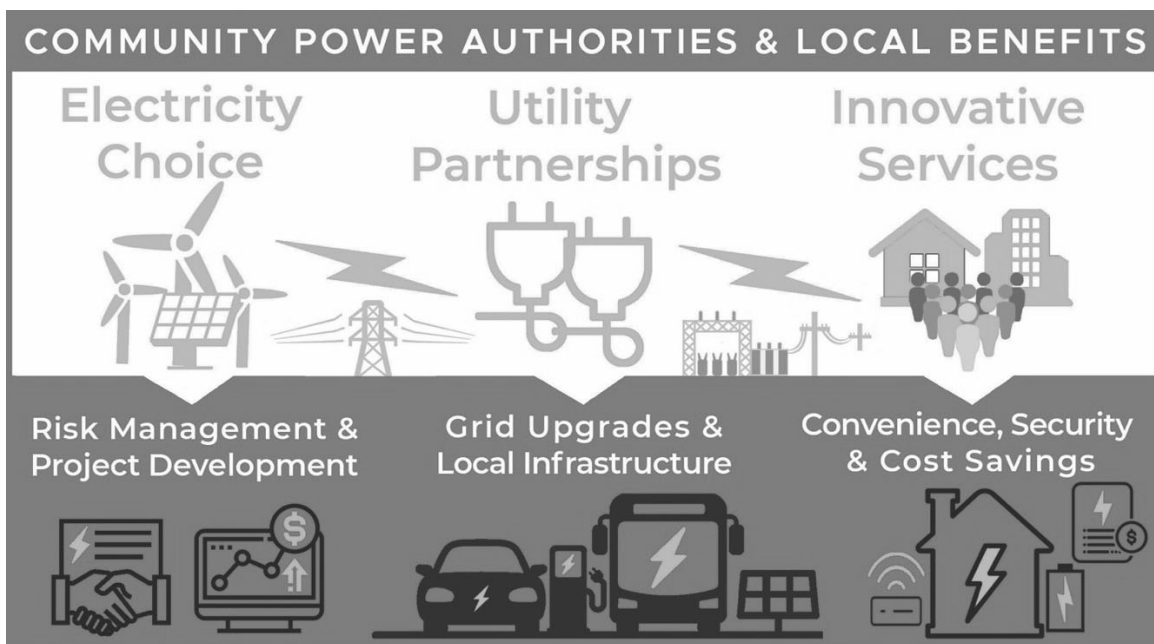 COMMUNITY POWER AUTHORITIES & LOCAL BENEFITS
Electricity
Choice
Utility
Partnerships
Innovative
Services
Risk Management &
Project Development
Grid Upgrades &
Local Infrastructure
Convenience, Security
& Cost Savings
$
$